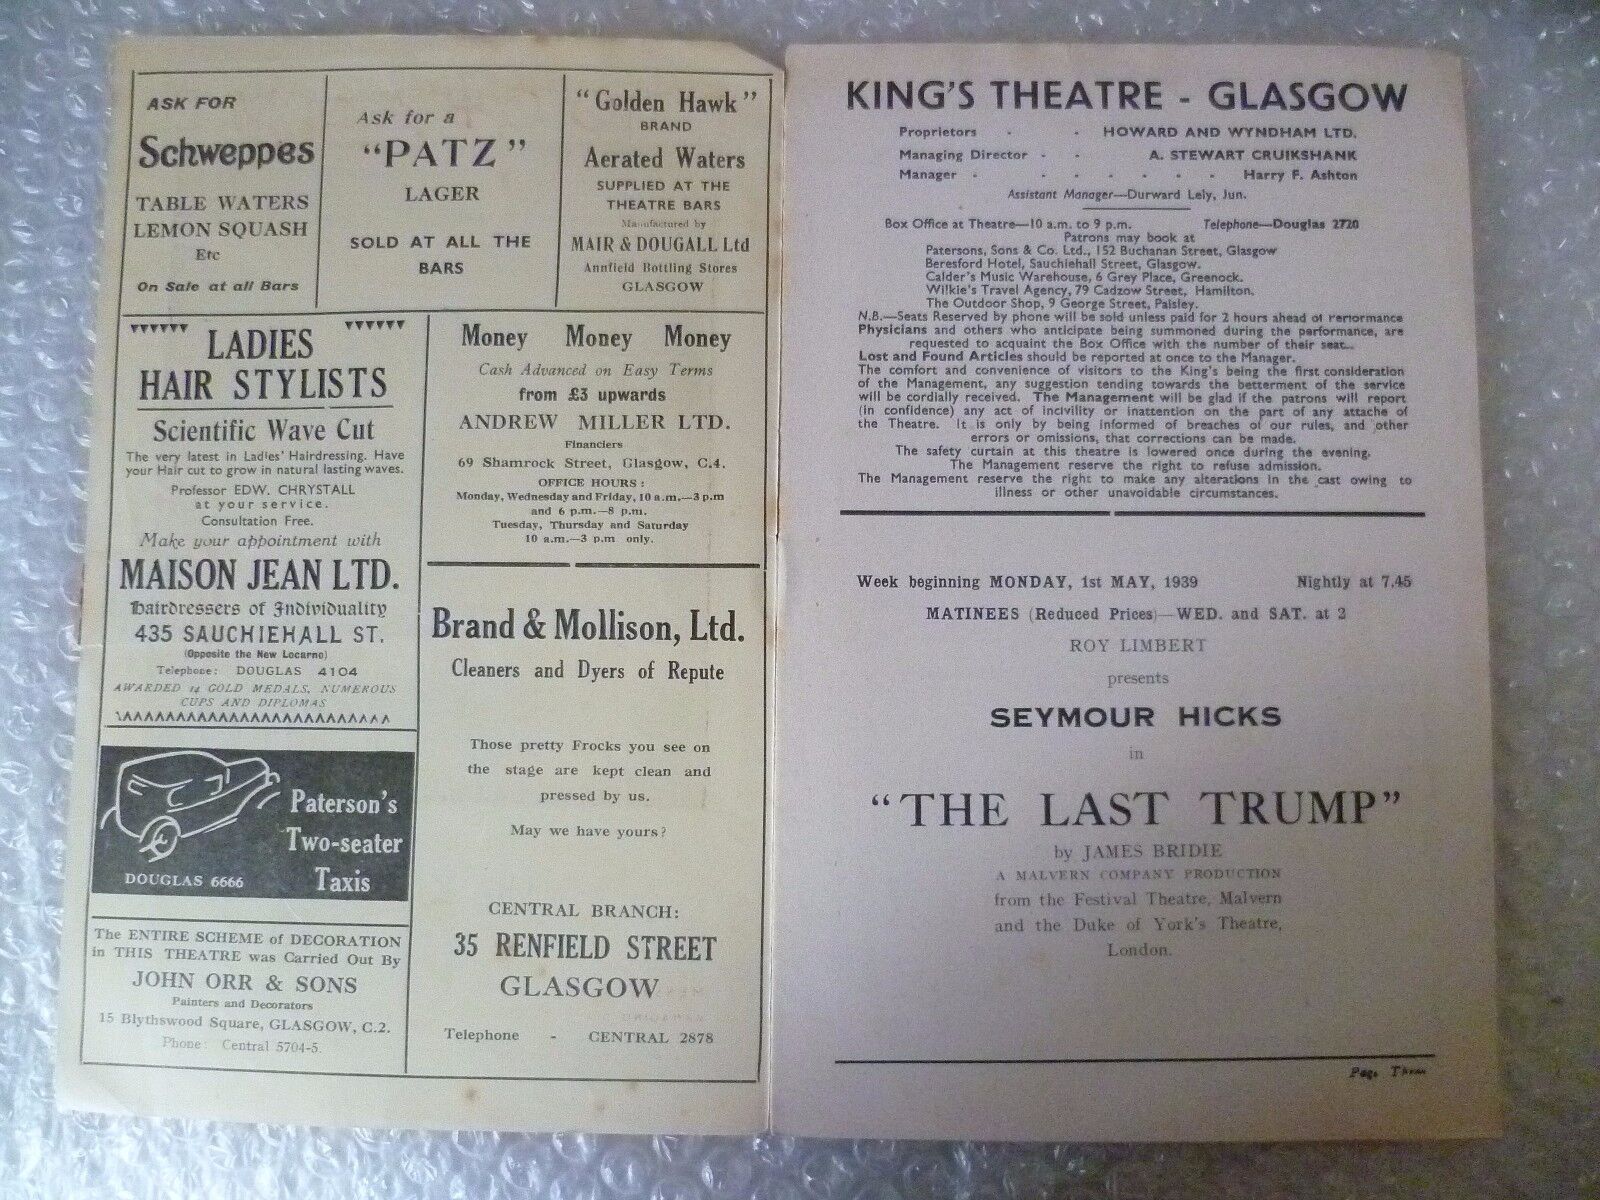 ASK FOR
Schweppes
TABLE WATERS
LEMON SQUASH
Etc
On Sale at all Bars
Ask for a
"PATZ"
LAGER
SOLD AT ALL THE
BARS
"Golden Hawk"
BRAND
Aerated Waters
SUPPLIED AT THE
THEATRE BARS
Manufactured by
MAIR & DOUGALL Ltd
Annfield Bottling Stores
GLASGOW
LADIES
HAIR STYLISTS
Scientific Wave Cut
The very latest in Ladies' Hairdressing. Have
your Hair cut to grow in natural lasting waves.
Professor EDW. CHRYSTALL
at your service.
Consultation Free.
Make your appointment with
MAISON JEAN LTD.
Hairdressers of Individuality
435 SAUCHIEHALL ST.
(Opposite the New Locarno)
Telephone: DOUGLAS 4104
AWARDED 14 GOLD MEDALS, NUMEROUS
CUPS AND DIPLOMAS
Paterson's
Two-seater
Taxis
DOUGLAS 6666
The ENTIRE SCHEME of DECORATION
in THIS THEATRE was Carried Out By
JOHN ORR & SONS
Painters and Decorators
15 Blythswood Square, GLASGOW, C.2.
Phone: Central 5704-5.
Money Money Money
Cash Advanced on Easy Terms
from £3 upwards
ANDREW MILLER LTD.
Financiers
69 Shamrock Street, Glasgow, C.4.
OFFICE HOURS:
Monday, Wednesday and Friday, 10 a.m.—3 p.m
and 6 p.m.—8 p.m.
Tuesday, Thursday and Saturday
10 a.m.—3 p.m only.
Brand & Mollison, Ltd.
Cleaners and Dyers of Repute
Those pretty Frocks you see on
the stage are kept clean and
pressed by us.
May we have yours?
CENTRAL BRANCH:
35 RENFIELD STREET
GLASGOW
Telephone - CENTRAL 2878
KING'S THEATRE - GLASGOW
Proprietors - - HOWARD AND WYNDHAM LTD.
Managing Director - - A. STEWART CRUIKSHANK
Manager - - - - - - - Harry F. Ashton
Assistant Manager—Durward Lely, Jun.
Box Office at Theatre—10 a.m. to 9 p.m. Telephone—Douglas 2720
Patrons may book at
Patersons, Sons & Co. Ltd., 152 Buchanan Street, Glasgow
Beresford Hotel, Sauchiehall Street, Glasgow.
Calder's Music Warehouse, 6 Grey Place, Greenock.
Wilkie's Travel Agency, 79 Cadzow Street, Hamilton.
The Outdoor Shop, 9 George Street, Paisley.
N.B.—Seats Reserved by phone will be sold unless paid for 2 hours ahead of Performance
Physicians and others who anticipate being summoned during the performance, are
requested to acquaint the Box Office with the number of their seat.
Lost and Found Articles should be reported at once to the Manager.
The comfort and convenience of visitors to the King's being the first consideration
of the Management, any suggestion tending towards the betterment of the service
will be cordially received. The Management will be glad if the patrons will report
(in confidence) any act of incivility or inattention on the part of any attache of
the Theatre. It is only by being informed of breaches of our rules, and other
errors or omissions, that corrections can be made.
The safety curtain at this theatre is lowered once during the evening.
The Management reserve the right to refuse admission.
The Management reserve the right to make any alterations in the cast owing to
illness or other unavoidable circumstances.
Week beginning MONDAY, 1st MAY, 1939 Nightly at 7.45
MATINEES (Reduced Prices)—WED. and SAT. at 2
ROY LIMBERT
presents
SEYMOUR HICKS
in
"THE LAST TRUMP"
by JAMES BRIDIE
A MALVERN COMPANY PRODUCTION
from the Festival Theatre, Malvern
and the Duke of York's Theatre,
London.
Page Three